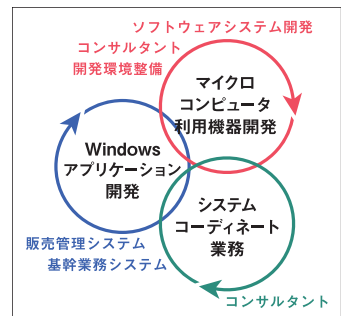 ソフトウェアシステム開発
コンサルタント
開発環境整備
マイクロ
コンピュータ
利用機器開発
Windows
アプリケーション
開発
システム
コーディネート
業務
販売管理システム
基幹業務システム
コンサルタント